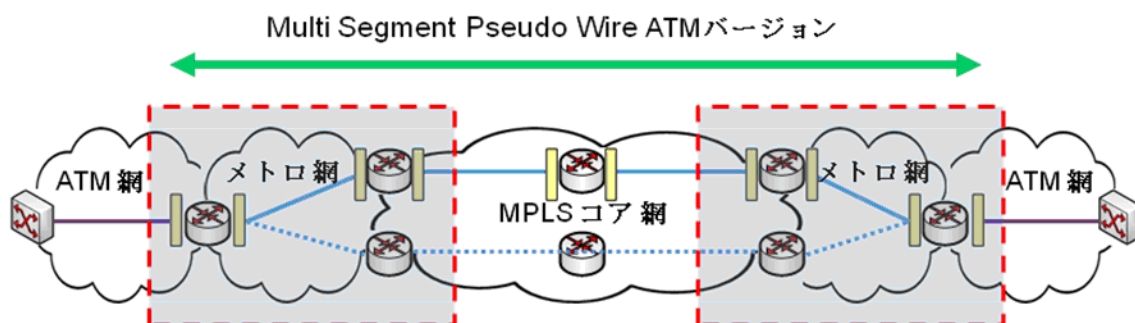 Multi Segment Pseudo Wire ATMバージョン
ATM 網
メトロ網
MPLS コア網
メトロ網
ATM 網